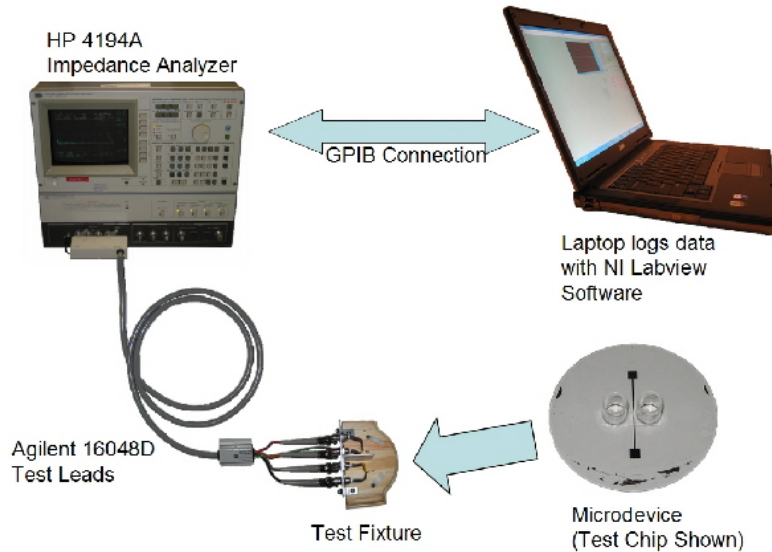 HP 4194A
Impedance Analyzer
GPIB Connection
Laptop logs data
with NI Labview
Software
Agilent 16048D
Test Leads
Test Fixture
Microdevice
(Test Chip Shown)